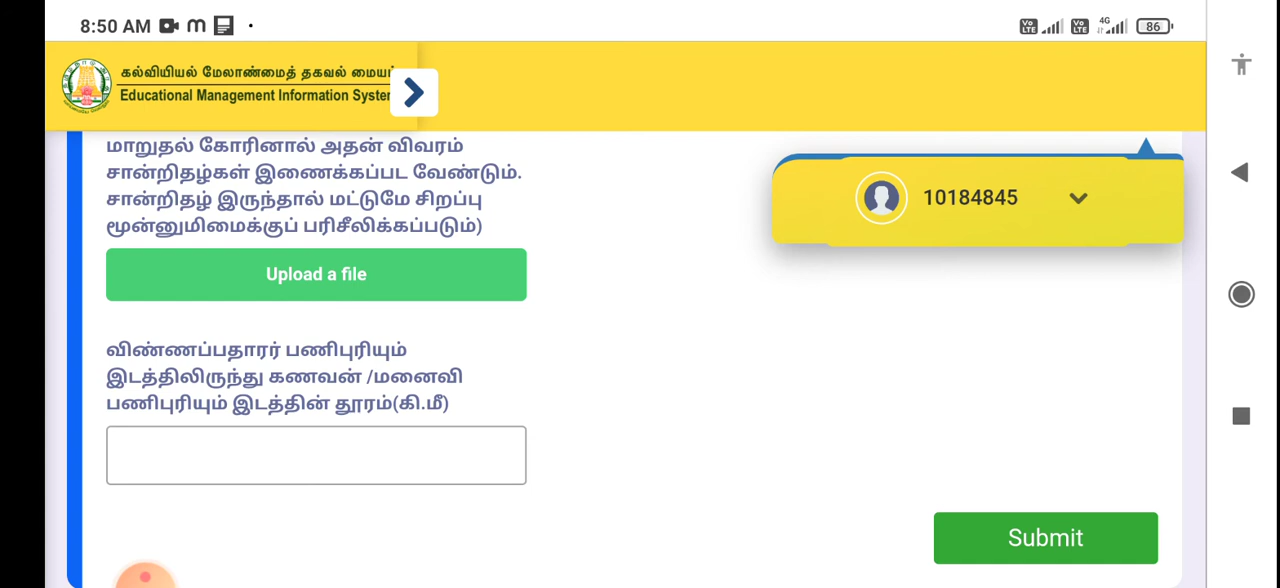 8:50 AM
4G
86
கல்வியியல் மேலாண்மைத் தகவல்
Educational Management Information
மாறுதல் கோரினால் அதன் விவரம்
சான்றிதழ்கள் இணைக்கப்பட வேண்டும்.
சான்றிதழ் இருந்தால் மட்டுமே சிறப்பு
மூன்னுமிமைக்குப் பரிசீலிக்கப்படும்)
10184845
Upload a file
விண்ணப்பதாரர் பணிபுரியும்
இடத்திலிருந்து கணவன் /மனைவி
பணிபுரியும் இடத்தின் தூரம்(கி.மீ)
Submit